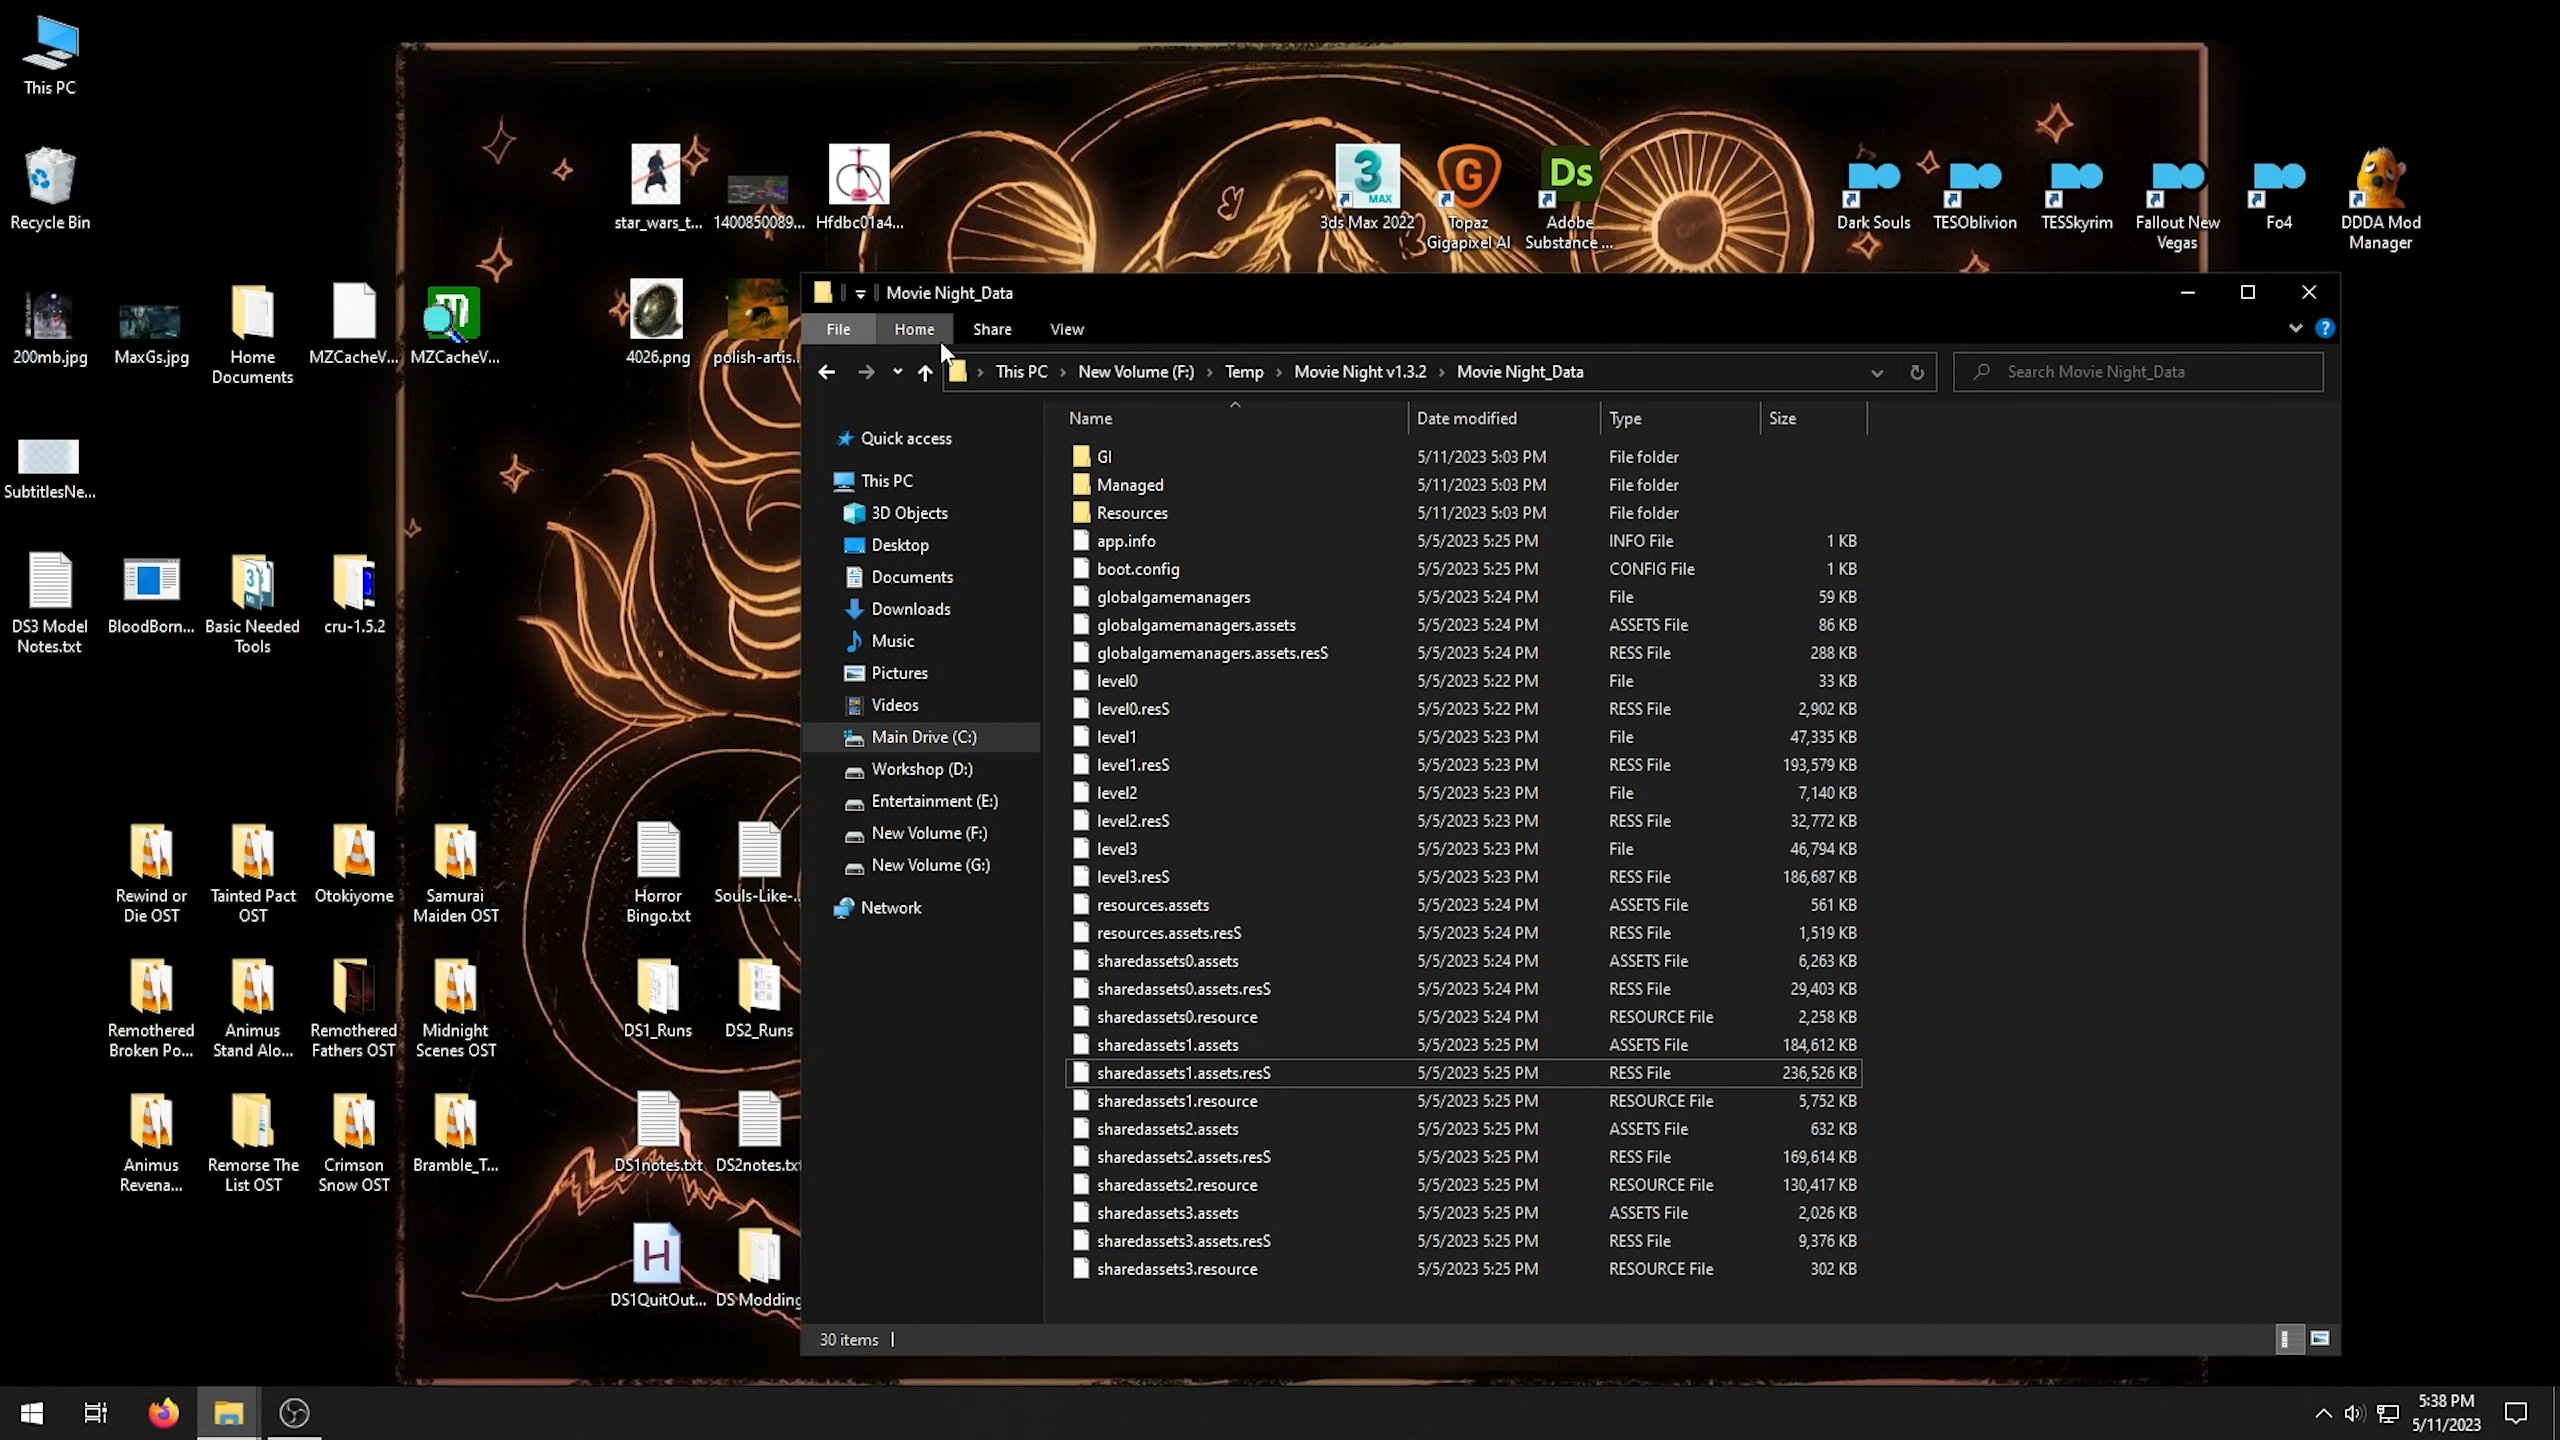 This PC
Recycle Bin
200mb.jpg
MaxGs.jpg
Home
Documents
MZCacheV...
MZCacheV...
SubtitlesNe...
DS3 Model
Notes.txt
BloodBorn...
Basic Needed
Tools
cru-1.5.2
Rewind or
Die OST
Tainted Pact
OST
Otokiyome
Samurai
Maiden OST
Remothered
Broken Po...
Animus
Stand Alo...
Remothered
Fathers OST
Midnight
Scenes OST
Animus
Revena...
Remorse The
List OST
Crimson
Snow OST
Bramble_T...
star_wars_t...
1400850089...
Hfdbc01a4...
4026.png
polish-artis...
Horror
Bingo.txt
Souls-Like-...
DS1_Runs
DS2_Runs
DS1notes.txt
DS2notes.txt
H
DS1QuitOut...
DS Modding
3
MAX
3ds Max 2022
G
Topaz
Gigapixel AI
Ds
Adobe
Substance ...
Dark Souls
TESOblivion
TESSkyrim
Fallout New
Vegas
Fo4
DDDA Mod
Manager
Movie Night_Data
File Home Share View
This PC > New Volume (F:) > Temp > Movie Night v1.3.2 > Movie Night_Data
Search Movie Night_Data
Quick access
This PC
3D Objects
Desktop
Documents
Downloads
Music
Pictures
Videos
Main Drive (C:)
Workshop (D:)
Entertainment (E:)
New Volume (F:)
New Volume (G:)
Network
Name Date modified Type Size
GI 5/11/2023 5:03 PM File folder
Managed 5/11/2023 5:03 PM File folder
Resources 5/11/2023 5:03 PM File folder
app.info 5/5/2023 5:25 PM INFO File 1 KB
boot.config 5/5/2023 5:25 PM CONFIG File 1 KB
globalgamemanagers 5/5/2023 5:24 PM File 59 KB
globalgamemanagers.assets 5/5/2023 5:24 PM ASSETS File 86 KB
globalgamemanagers.assets.resS 5/5/2023 5:24 PM RESS File 288 KB
level0 5/5/2023 5:22 PM File 33 KB
level0.resS 5/5/2023 5:22 PM RESS File 2,902 KB
level1 5/5/2023 5:23 PM File 47,335 KB
level1.resS 5/5/2023 5:23 PM RESS File 193,579 KB
level2 5/5/2023 5:23 PM File 7,140 KB
level2.resS 5/5/2023 5:23 PM RESS File 32,772 KB
level3 5/5/2023 5:23 PM File 46,794 KB
level3.resS 5/5/2023 5:23 PM RESS File 186,687 KB
resources.assets 5/5/2023 5:24 PM ASSETS File 561 KB
resources.assets.resS 5/5/2023 5:24 PM RESS File 1,519 KB
sharedassets0.assets 5/5/2023 5:24 PM ASSETS File 6,263 KB
sharedassets0.assets.resS 5/5/2023 5:24 PM RESS File 29,403 KB
sharedassets0.resource 5/5/2023 5:24 PM RESOURCE File 2,258 KB
sharedassets1.assets 5/5/2023 5:25 PM ASSETS File 184,612 KB
sharedassets1.assets.resS 5/5/2023 5:25 PM RESS File 236,526 KB
sharedassets1.resource 5/5/2023 5:25 PM RESOURCE File 5,752 KB
sharedassets2.assets 5/5/2023 5:25 PM ASSETS File 632 KB
sharedassets2.assets.resS 5/5/2023 5:25 PM RESS File 169,614 KB
sharedassets2.resource 5/5/2023 5:25 PM RESOURCE File 130,417 KB
sharedassets3.assets 5/5/2023 5:25 PM ASSETS File 2,026 KB
sharedassets3.assets.resS 5/5/2023 5:25 PM RESS File 9,376 KB
sharedassets3.resource 5/5/2023 5:25 PM RESOURCE File 302 KB
30 items
5:38 PM
5/11/2023